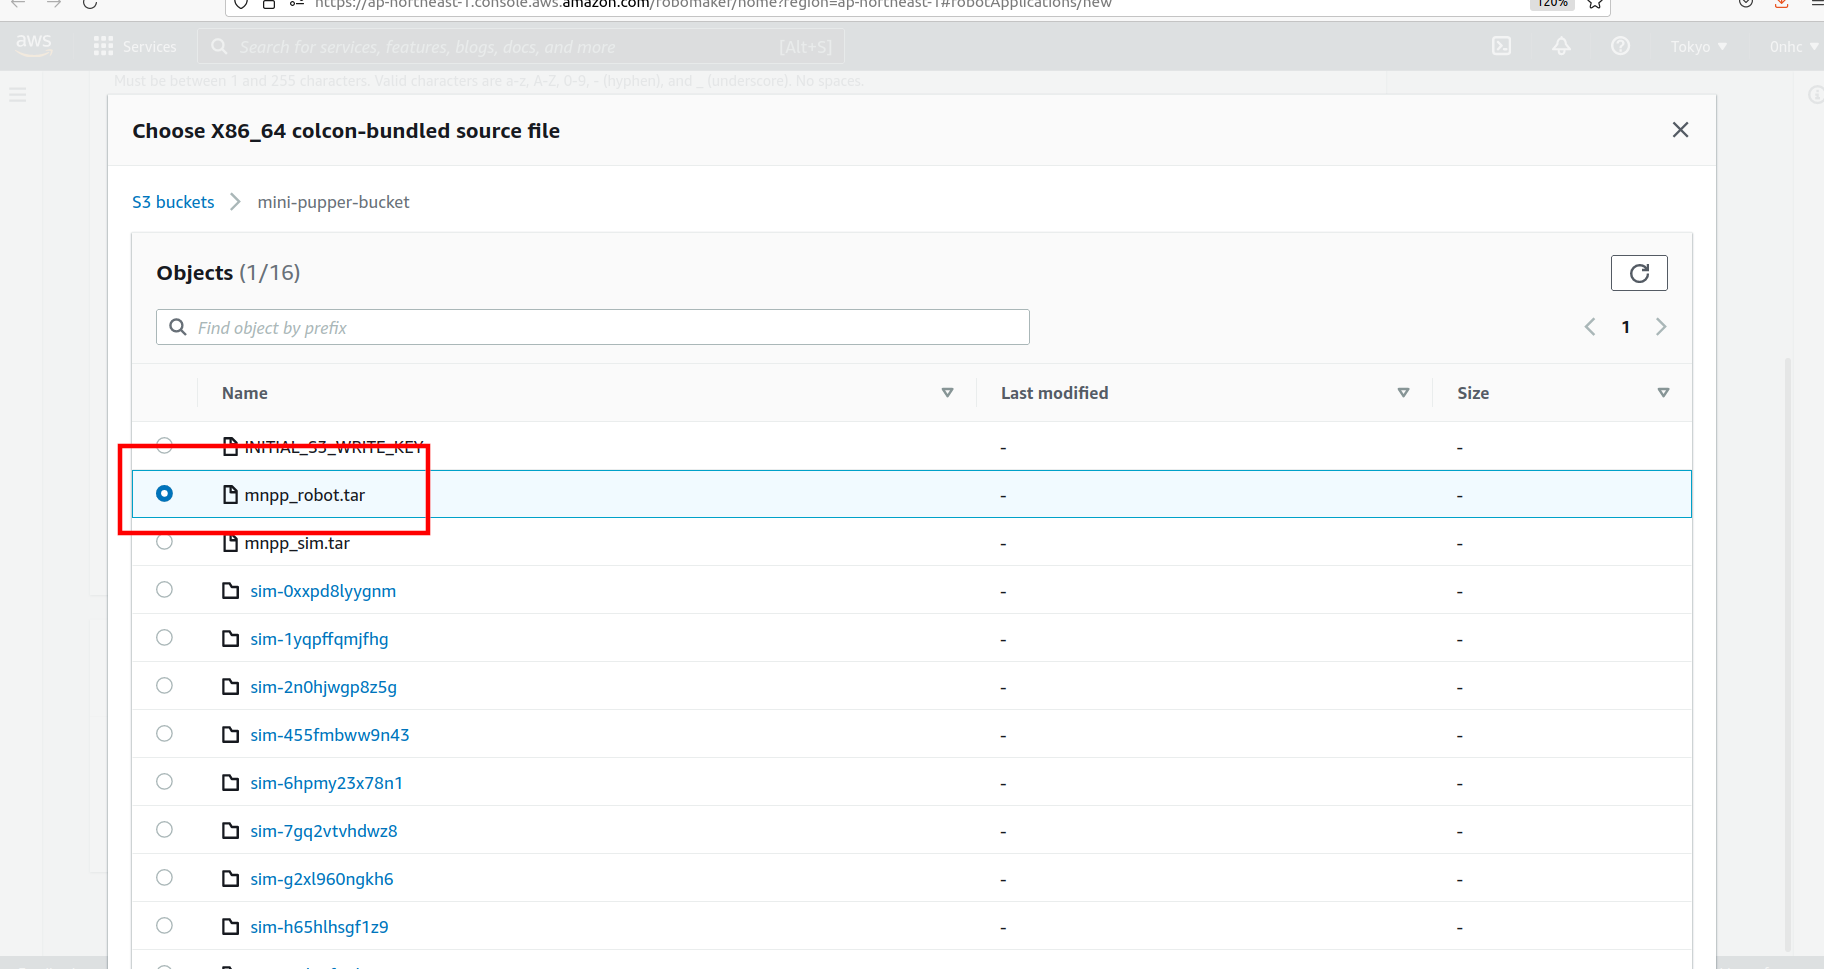 https://ap-northeast-1.console.aws.amazon.com/robomaker/home?region=ap-northeast-1#robotApplications/new
120%
aws
Services
Search for services, features, blogs, docs, and more
[Alt+S]
Tokyo
0nhc
Must be between 1 and 255 characters. Valid characters are a-z, A-Z, 0-9, - (hyphen), and _ (underscore). No spaces.
Choose X86_64 colcon-bundled source file
S3 buckets
mini-pupper-bucket
Objects (1/16)
Find object by prefix
1
Name
Last modified
Size
INITIAL_S3_WRITE_KEY - -
mnpp_robot.tar - -
mnpp_sim.tar - -
sim-0xxpd8lyygnm - -
sim-1yqpffqmjfhg - -
sim-2n0hjwgp8z5g - -
sim-455fmbww9n43 - -
sim-6hpmy23x78n1 - -
sim-7gq2vtvhdwz8 - -
sim-g2xl960ngkh6 - -
sim-h65hlhsgf1z9 - -